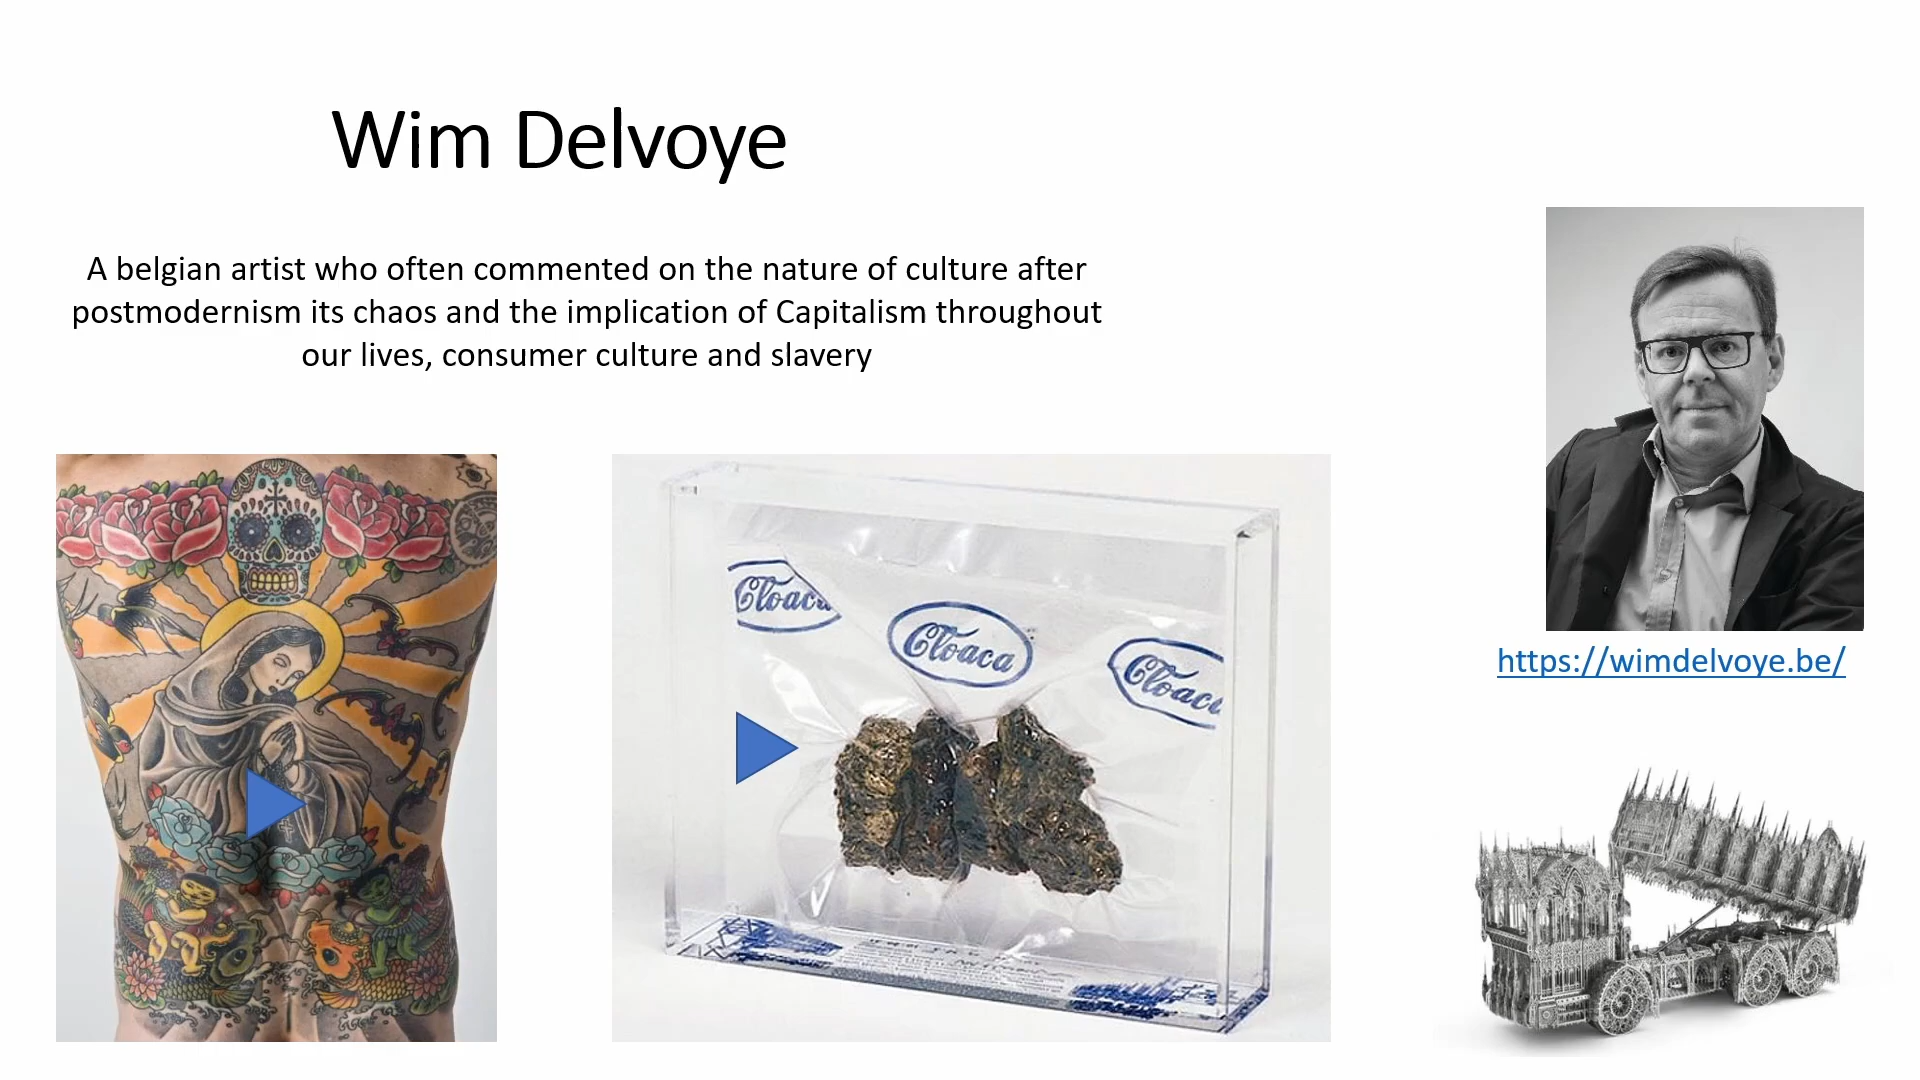 Wim Delvoye
A belgian artist who often commented on the nature of culture after
postmodernism its chaos and the implication of Capitalism throughout
our lives, consumer culture and slavery
Cloaca
Cloaca
Cloaca
https://wimdelvoye.be/